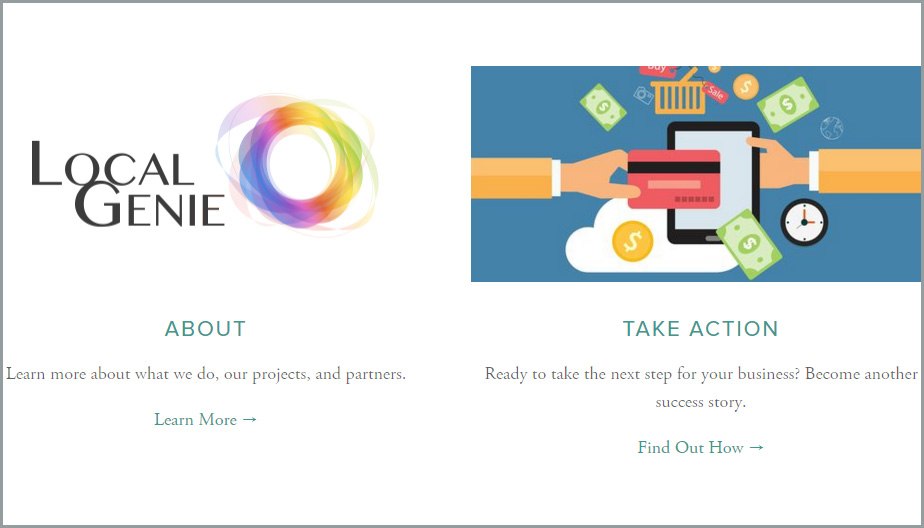 LOCAL
GENIE
Buy
Sale
ABOUT
Learn more about what we do, our projects, and partners.
Learn More →
TAKE ACTION
Ready to take the next step for your business? Become another
success story.
Find Out How →